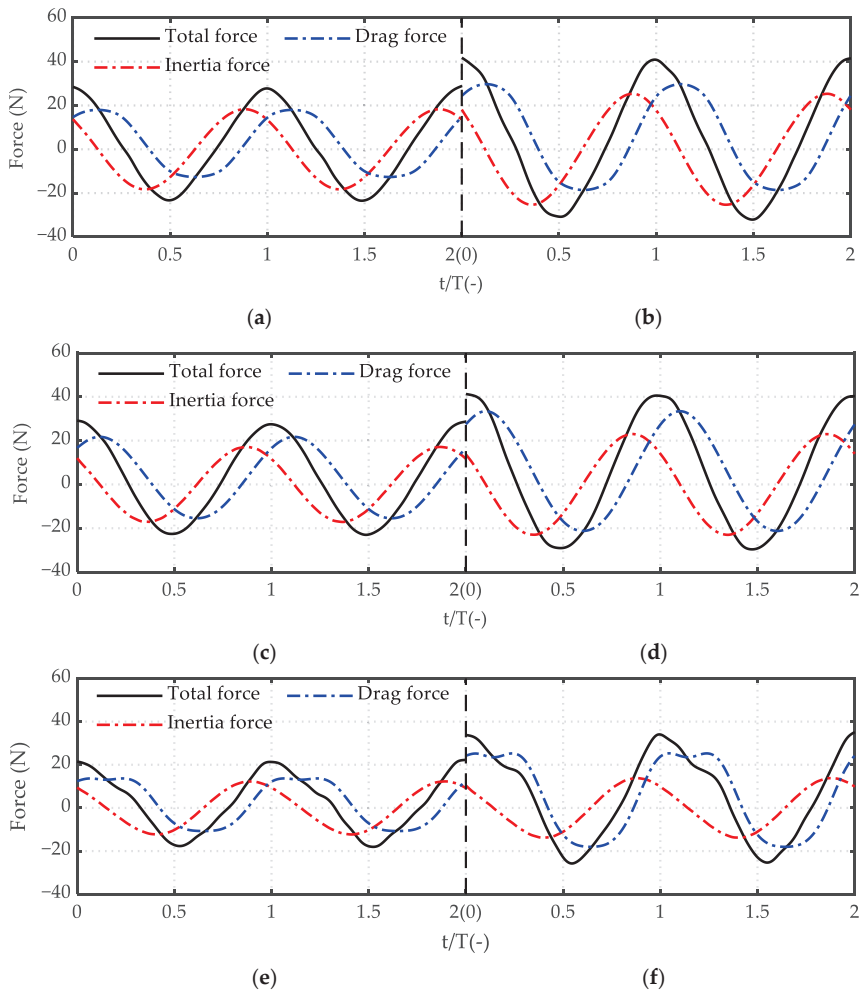 60
40
20
0
−20
−40
Force (N)
Total force
Drag force
Inertia force
0
0.5
1
1.5
2(0)
0.5
1
1.5
2
t/T(-)
(a)
(b)
60
40
20
0
−20
−40
Force (N)
Total force
Drag force
Inertia force
0
0.5
1
1.5
2(0)
0.5
1
1.5
2
t/T(-)
(c)
(d)
60
40
20
0
−20
−40
Force (N)
Total force
Drag force
Inertia force
0
0.5
1
1.5
2(0)
0.5
1
1.5
2
t/T(-)
(e)
(f)